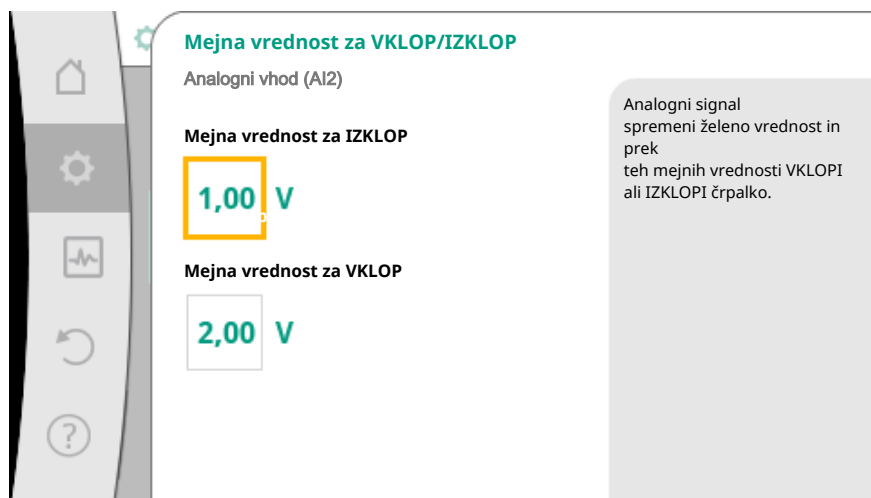 Mejna vrednost za VKLOP/IZKLOP
Analogni vhod (AI2)
Mejna vrednost za IZKLOP
1,00 V
Mejna vrednost za VKLOP
2,00 V
Analogni signal
spremeni želeno vrednost in
prek
teh mejnih vrednosti VKLOPI
ali IZKLOPI črpalko.
?